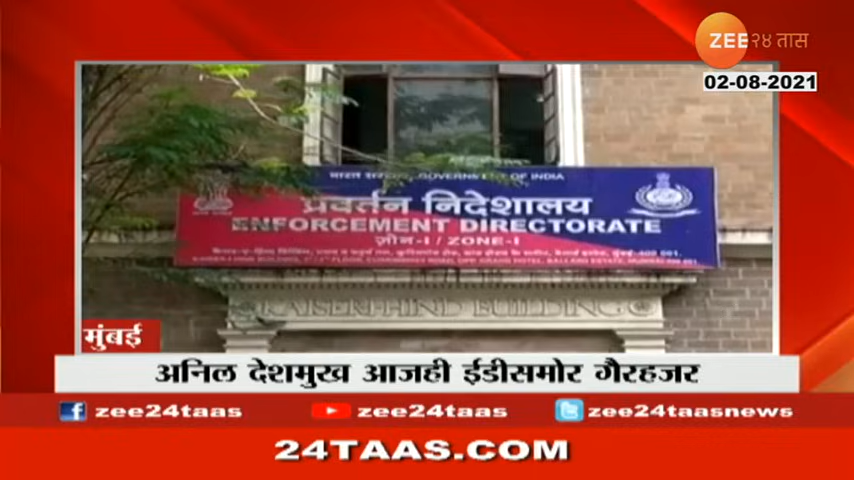 ZEE २४ तास
02-08-2021
भारत सरकार GOVERNMENT OF INDIA
प्रवर्तन निदेशालय
ENFORCEMENT DIRECTORATE
ज़ोन-I / ZONE-I
KAISER-I-HIND BUILDING
मुंबई
अनिल देशमुख आजही ईडीसमोर गैरहजर
zee24taas
zee24taas
zee24taasnews
24TAAS.COM